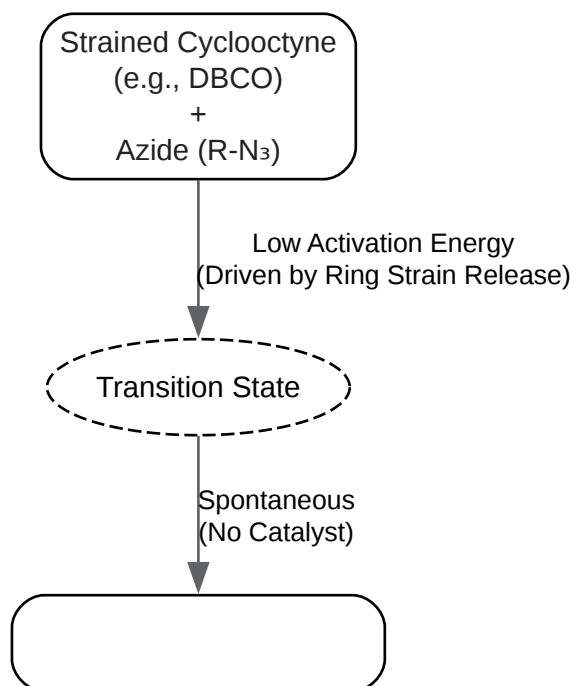 Strained Cyclooctyne
(e.g., DBCO)
+
Azide (R-N₃)
Low Activation Energy
(Driven by Ring Strain Release)
Transition State
Spontaneous
(No Catalyst)